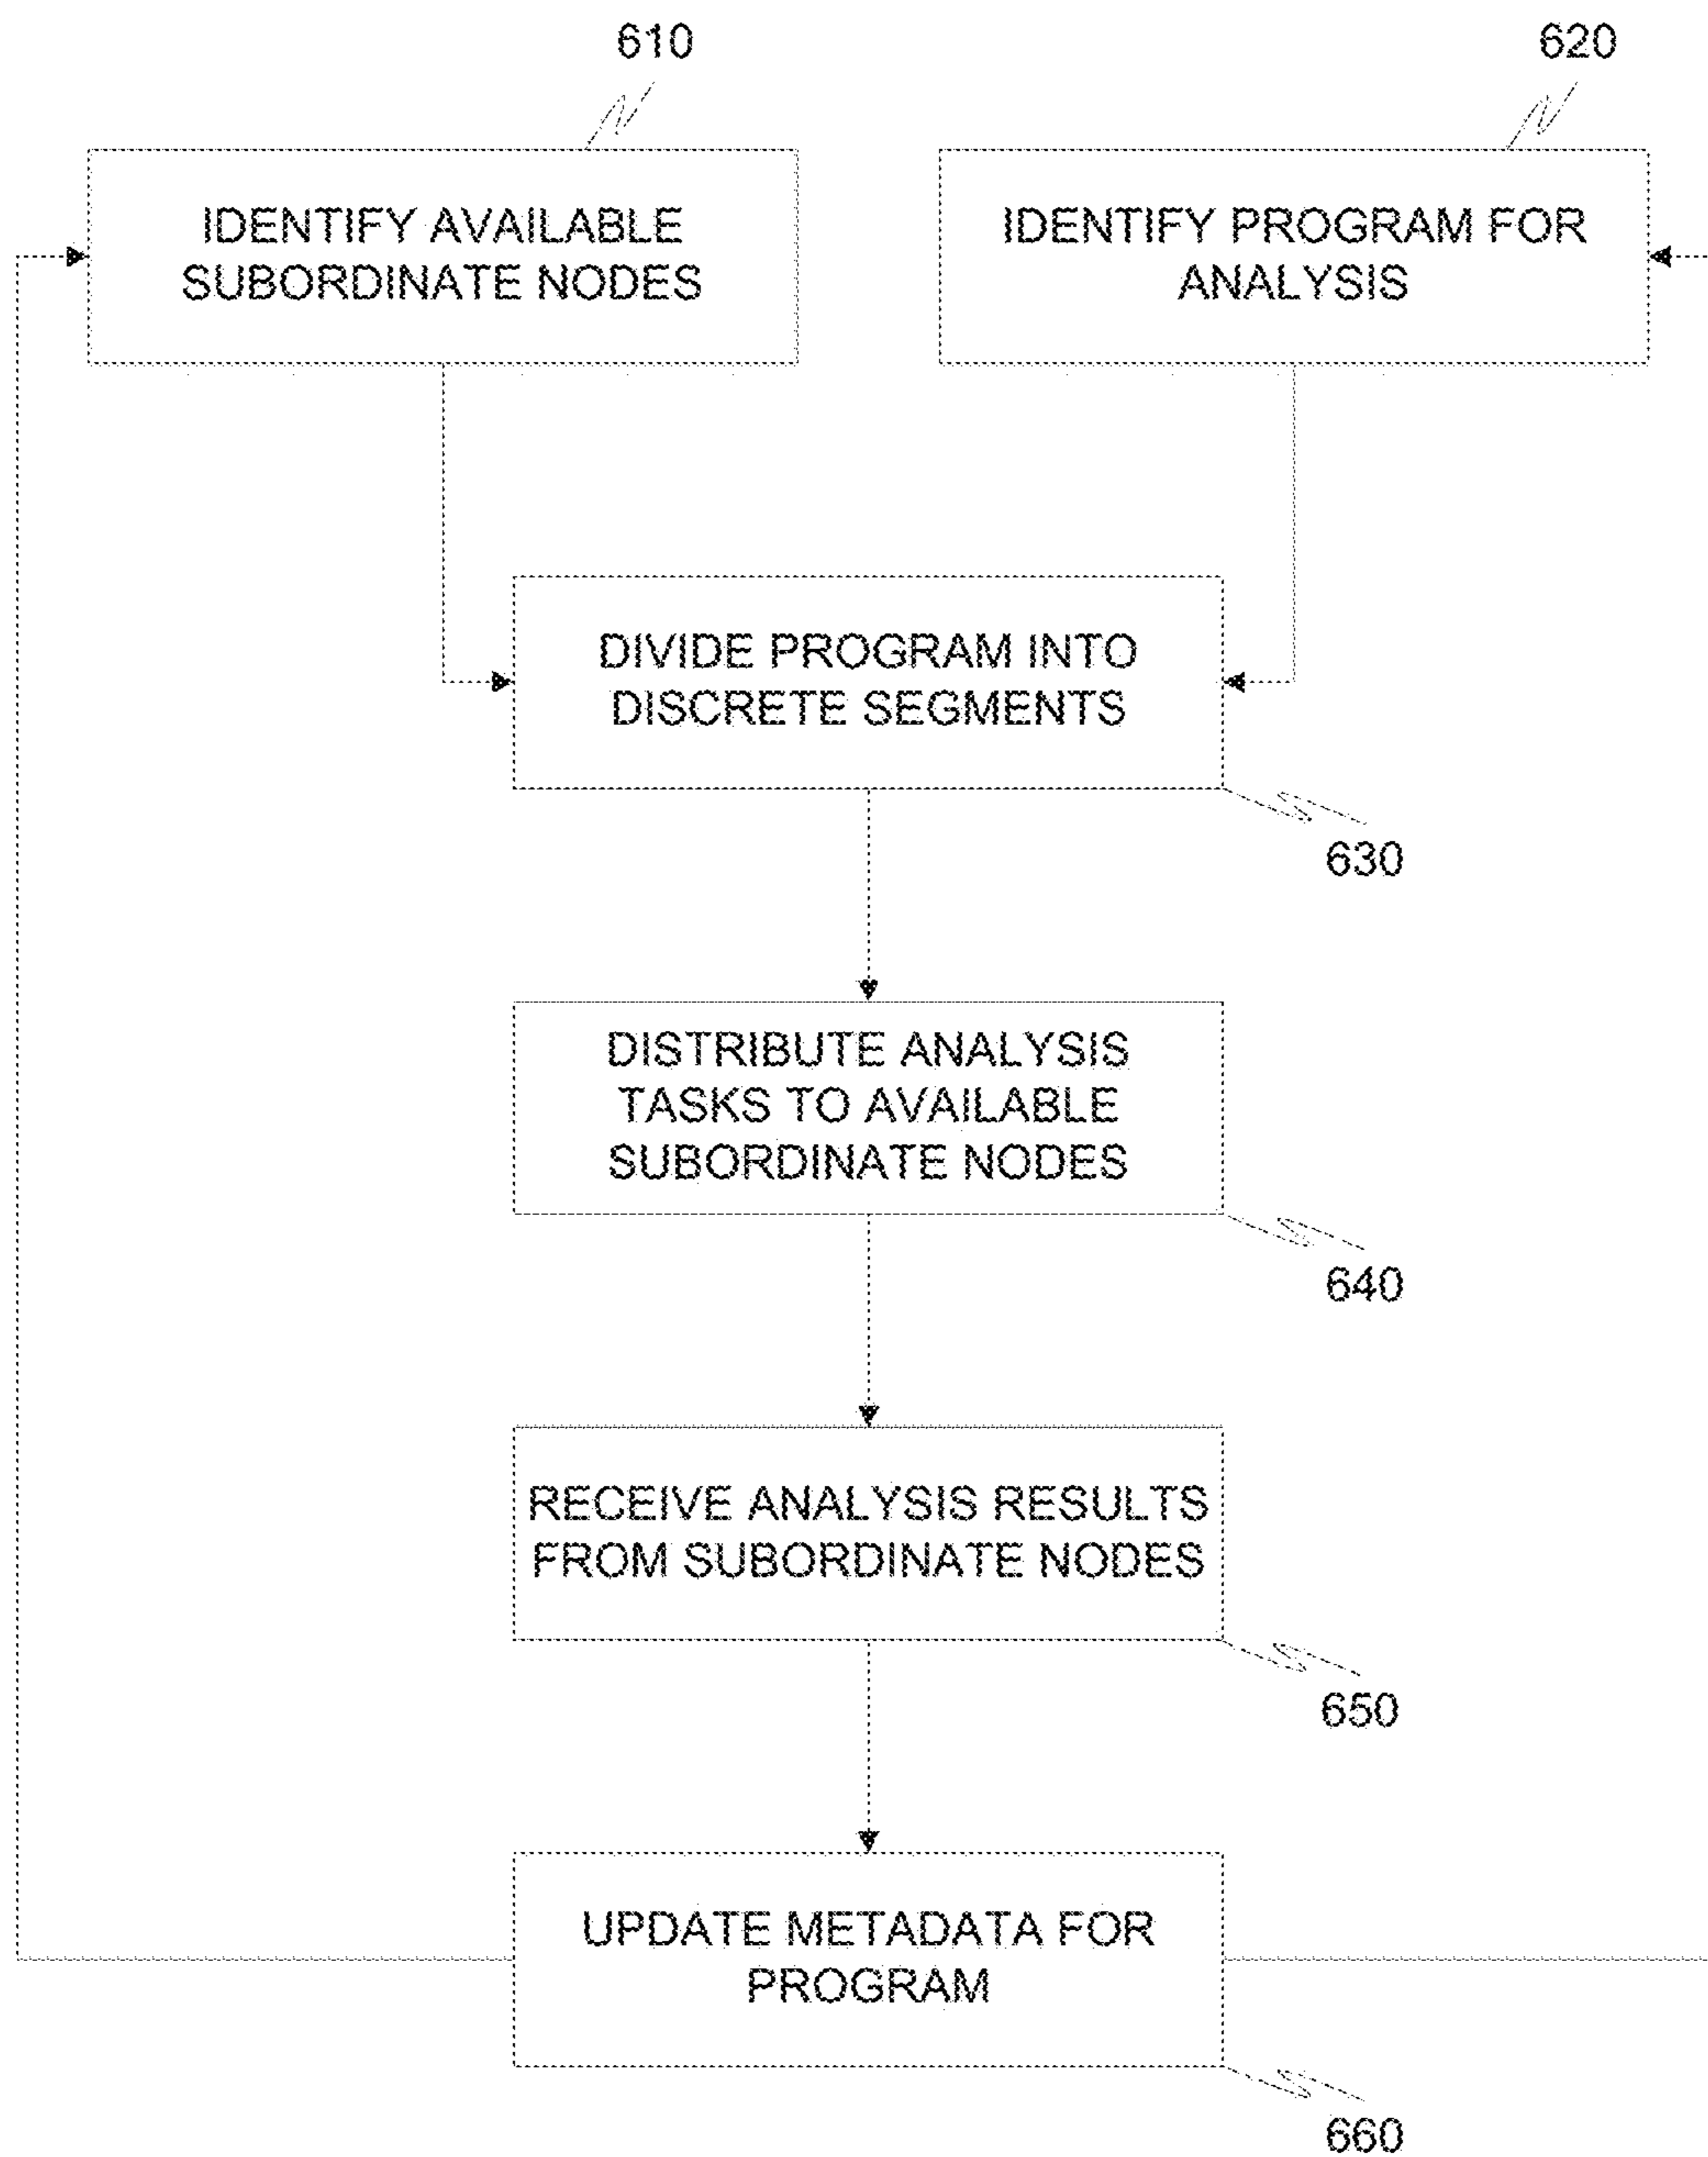 610
620
IDENTIFY AVAILABLE
SUBORDINATE NODES
IDENTIFY PROGRAM FOR
ANALYSIS
DIVIDE PROGRAM INTO
DISCRETE SEGMENTS
630
DISTRIBUTE ANALYSIS
TASKS TO AVAILABLE
SUBORDINATE NODES
640
RECEIVE ANALYSIS RESULTS
FROM SUBORDINATE NODES
650
UPDATE METADATA FOR
PROGRAM
660